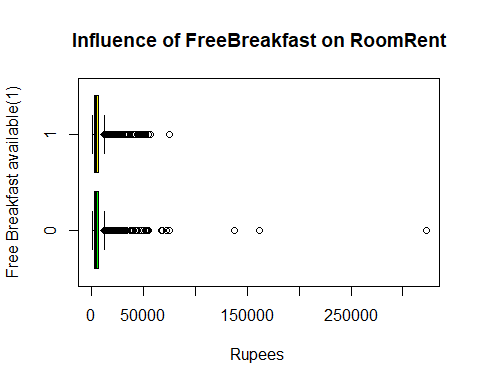 Influence of FreeBreakfast on RoomRent
Free Breakfast available(1)
1
0
0 50000 150000 250000
Rupees